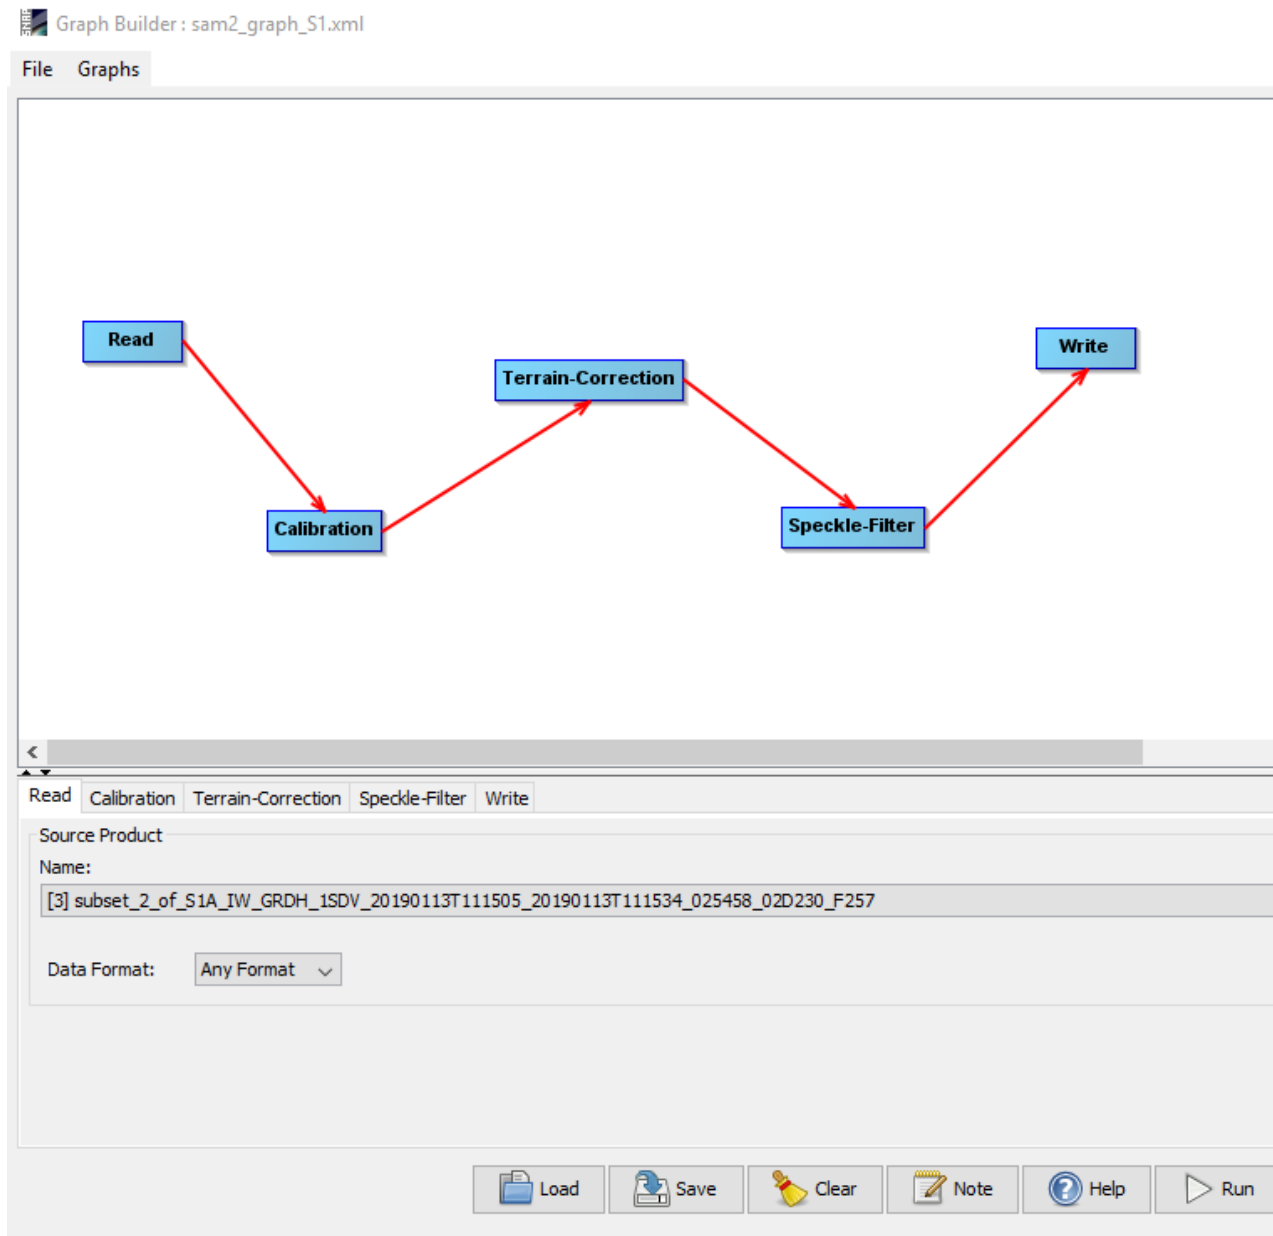 Graph Builder : sam2_graph_S1.xml
File Graphs
Read
Write
Terrain-Correction
Calibration
Speckle-Filter
Read Calibration Terrain-Correction Speckle-Filter Write
Source Product
Name:
[3] subset_2_of_S1A_IW_GRDH_1SDV_20190113T111505_20190113T111534_025458_02D230_F257
Data Format: Any Format
Load Save Clear Note Help Run